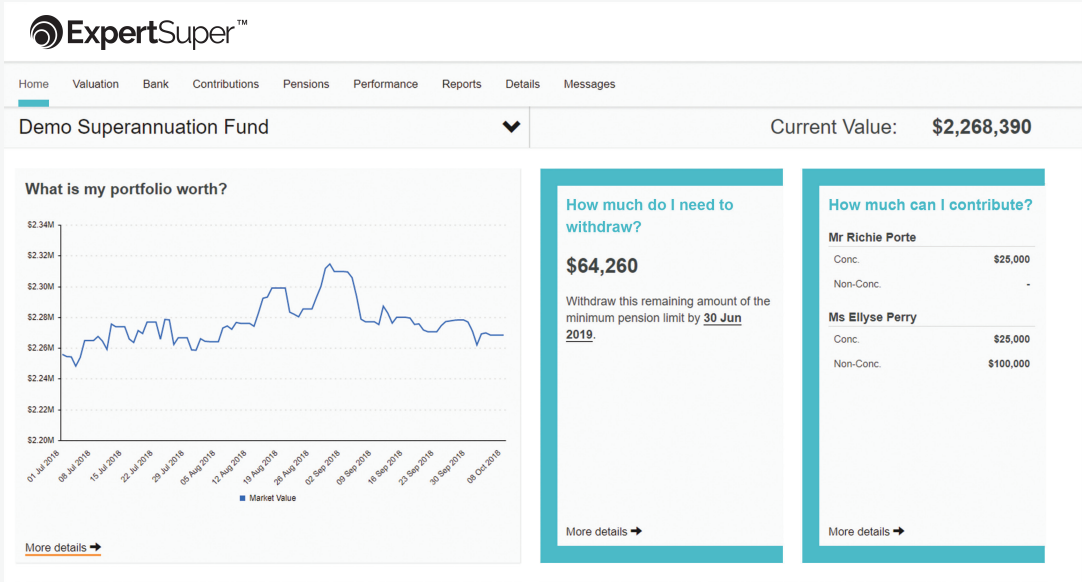 ExpertSuper™
Home Valuation Bank Contributions Pensions Performance Reports Details Messages
Demo Superannuation Fund
Current Value: $2,268,390
What is my portfolio worth?
$2.34M
$2.32M
$2.30M
$2.28M
$2.26M
$2.24M
$2.22M
$2.20M
01 Jul 2018
08 Jul 2018
15 Jul 2018
22 Jul 2018
29 Jul 2018
05 Aug 2018
12 Aug 2018
19 Aug 2018
26 Aug 2018
02 Sep 2018
09 Sep 2018
16 Sep 2018
23 Sep 2018
30 Sep 2018
08 Oct 2018
Market Value
More details
How much do I need to
withdraw?
$64,260
Withdraw this remaining amount of the
minimum pension limit by 30 Jun
2019.
More details
How much can I contribute?
Mr Richie Porte
Conc. $25,000
Non-Conc. -
Ms Ellyse Perry
Conc. $25,000
Non-Conc. $100,000
More details